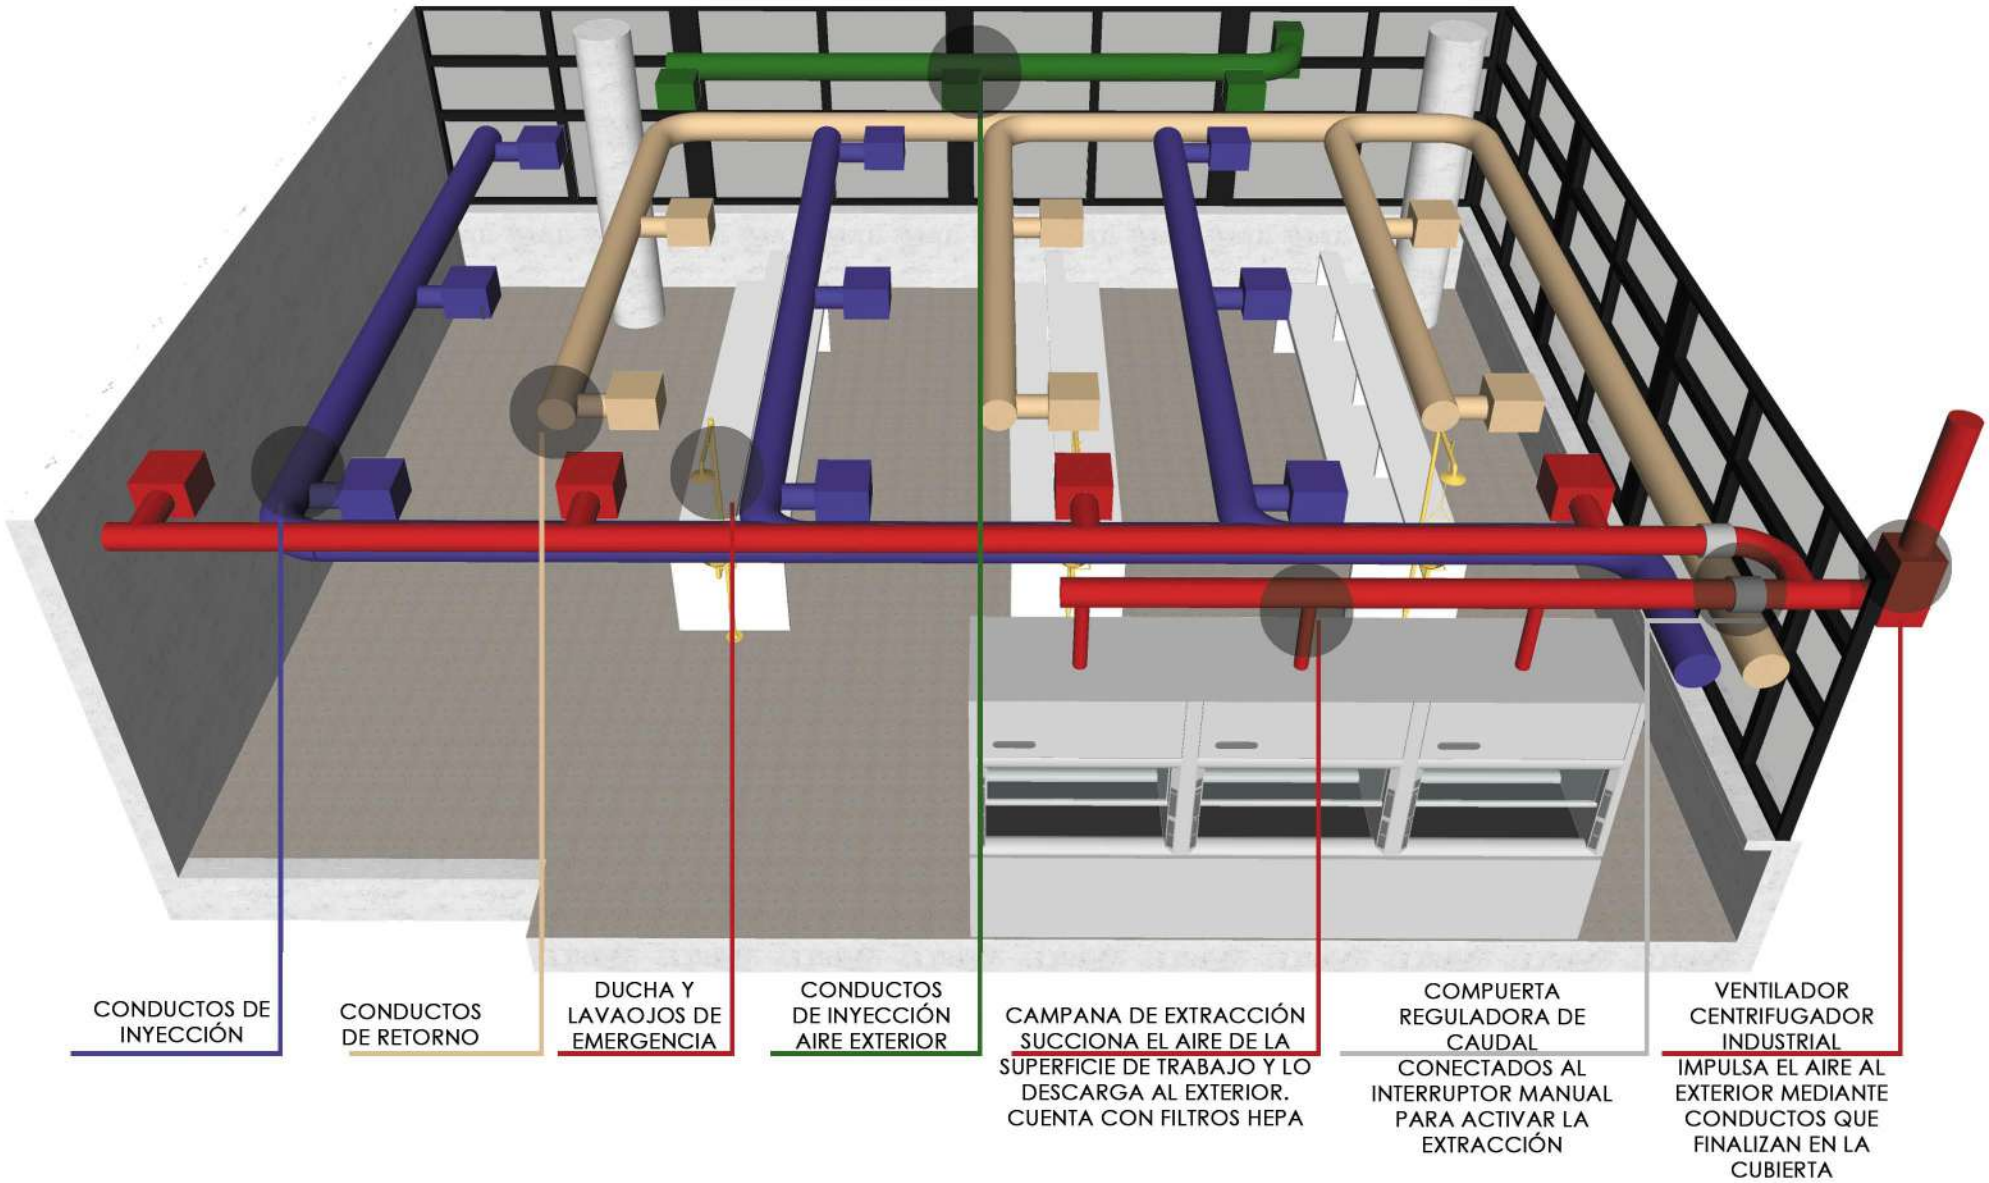 CONDUCTOS DE
INYECCIÓN
CONDUCTOS
DE RETORNO
DUCHA Y
LAVAOJOS DE
EMERGENCIA
CONDUCTOS
DE INYECCIÓN
AIRE EXTERIOR
CAMPANA DE EXTRACCIÓN
SUCCIONA EL AIRE DE LA
SUPERFICIE DE TRABAJO Y LO
DESCARGA AL EXTERIOR.
CUENTA CON FILTROS HEPA
COMPUERTA
REGULADORA DE
CAUDAL
CONECTADOS AL
INTERRUPTOR MANUAL
PARA ACTIVAR LA
EXTRACCIÓN
VENTILADOR
CENTRIFUGADOR
INDUSTRIAL
IMPULSA EL AIRE AL
EXTERIOR MEDIANTE
CONDUCTOS QUE
FINALIZAN EN LA
CUBIERTA